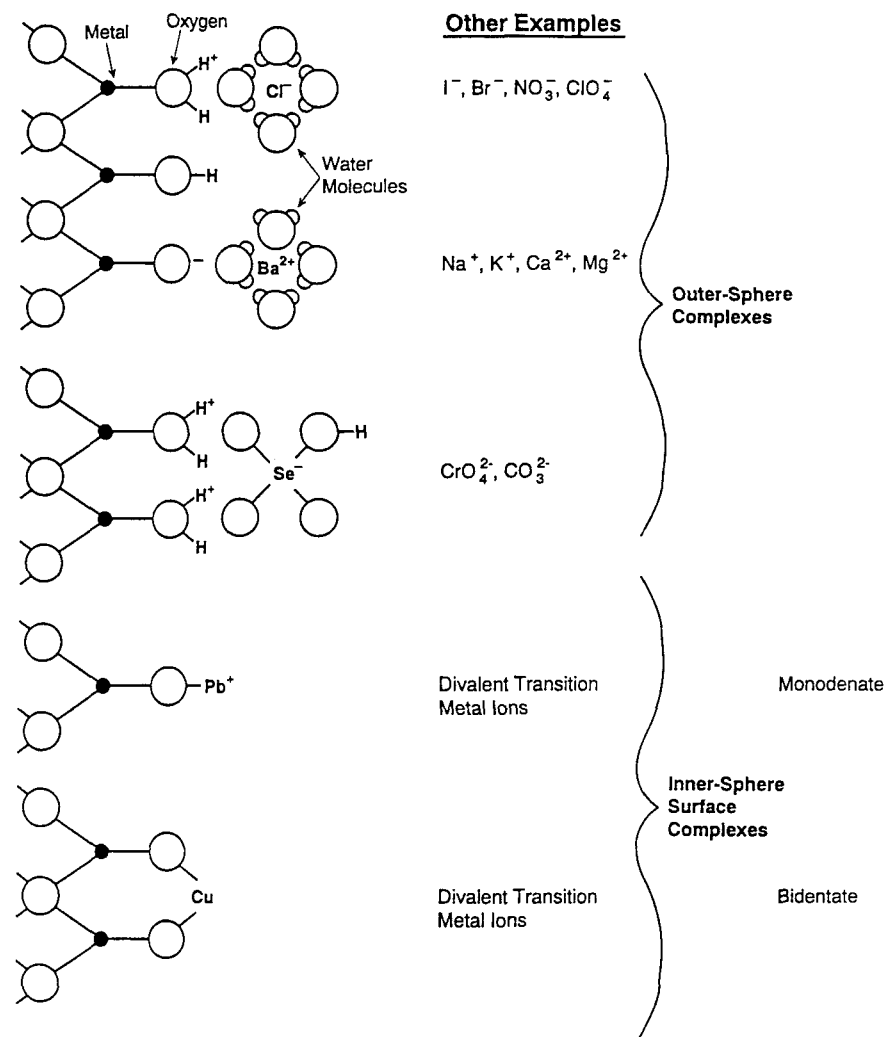 Other Examples
Metal
Oxygen
H⁺
H
Cl⁻
I⁻, Br⁻, NO₃⁻, ClO₄⁻
Water
Molecules
H
−
Ba²⁺
Na⁺, K⁺, Ca²⁺, Mg²⁺
Outer-Sphere
Complexes
H⁺
H
H
Se⁻
CrO₄²⁻, CO₃²⁻
H⁺
H
Pb⁺
Divalent Transition
Metal Ions
Monodenate
Inner-Sphere
Surface
Complexes
Cu
Divalent Transition
Metal Ions
Bidentate